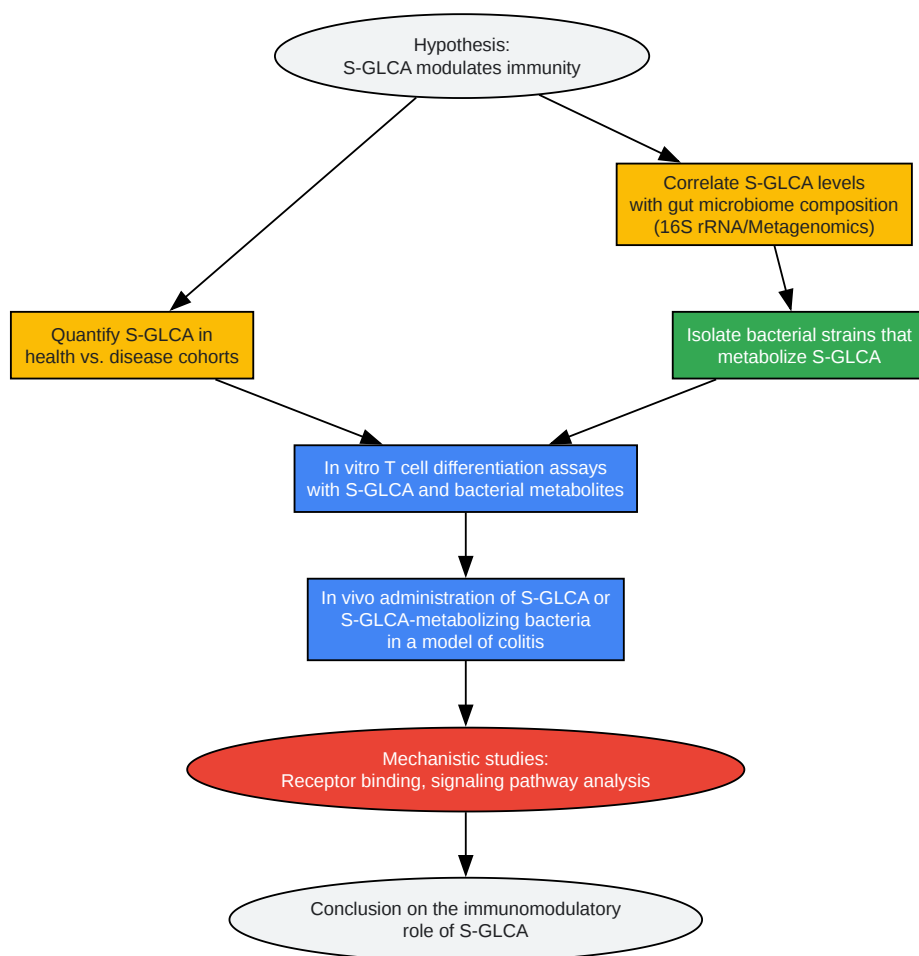 Hypothesis:
S-GLCA modulates immunity
Correlate S-GLCA levels
with gut microbiome composition
(16S rRNA/Metagenomics)
Quantify S-GLCA in
health vs. disease cohorts
Isolate bacterial strains that
metabolize S-GLCA
In vitro T cell differentiation assays
with S-GLCA and bacterial metabolites
In vivo administration of S-GLCA or
S-GLCA-metabolizing bacteria
in a model of colitis
Mechanistic studies:
Receptor binding, signaling pathway analysis
Conclusion on the immunomodulatory
role of S-GLCA